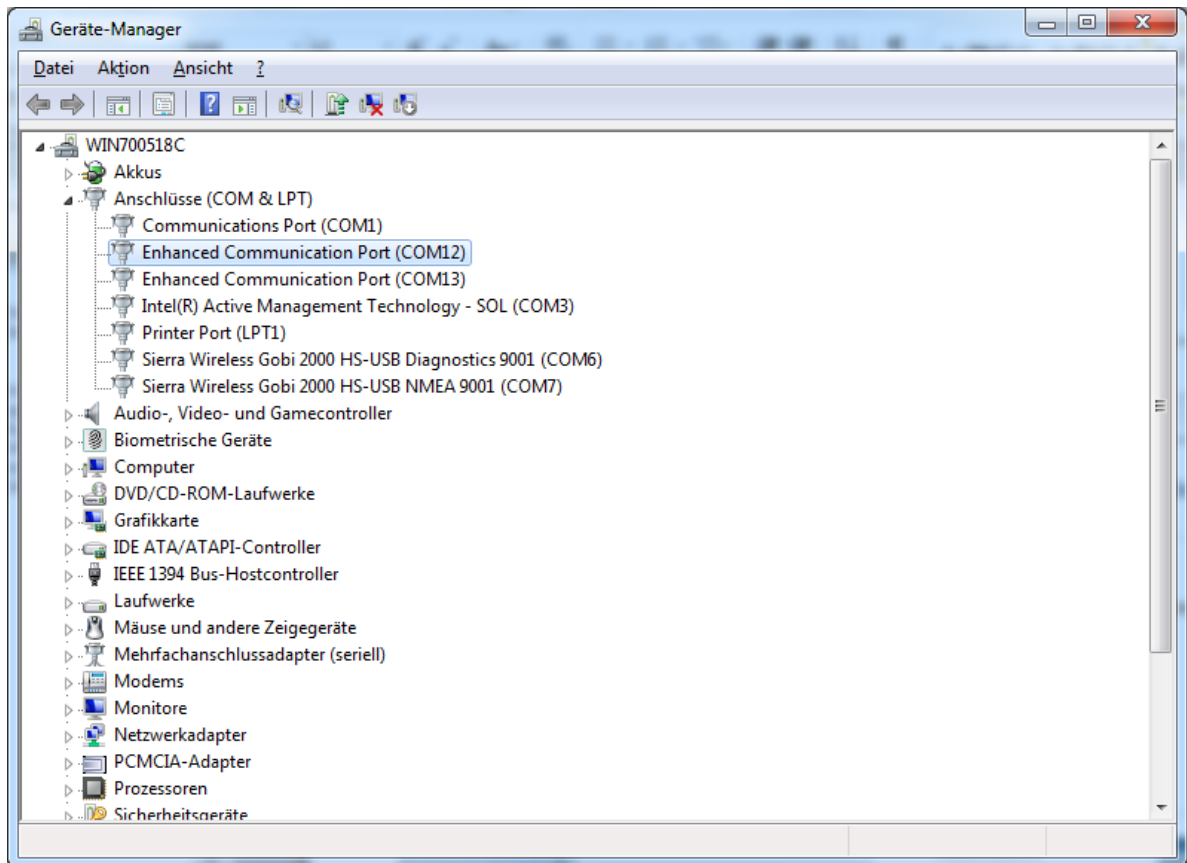 Geräte-Manager
Datei Aktion Ansicht ?
WIN700518C
Akkus
Anschlüsse (COM & LPT)
Communications Port (COM1)
Enhanced Communication Port (COM12)
Enhanced Communication Port (COM13)
Intel(R) Active Management Technology - SOL (COM3)
Printer Port (LPT1)
Sierra Wireless Gobi 2000 HS-USB Diagnostics 9001 (COM6)
Sierra Wireless Gobi 2000 HS-USB NMEA 9001 (COM7)
Audio-, Video- und Gamecontroller
Biometrische Geräte
Computer
DVD/CD-ROM-Laufwerke
Grafikkarte
IDE ATA/ATAPI-Controller
IEEE 1394 Bus-Hostcontroller
Laufwerke
Mäuse und andere Zeigegeräte
Mehrfachanschlussadapter (seriell)
Modems
Monitore
Netzwerkadapter
PCMCIA-Adapter
Prozessoren
Sicherheitsgeräte